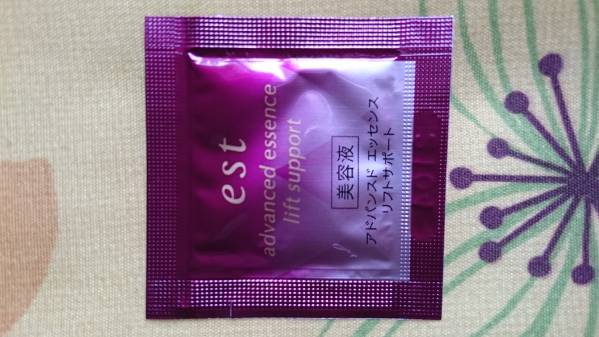 est
advanced essence
lift support
美容液
アドバンスド エッセンス
リフトサポート